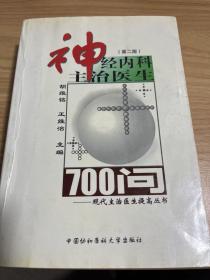 神经内科
（第二版）
主治医生
胡维铭 王维治 主编
700问
——现代主治医生提高丛书
中国协和医科大学出版社